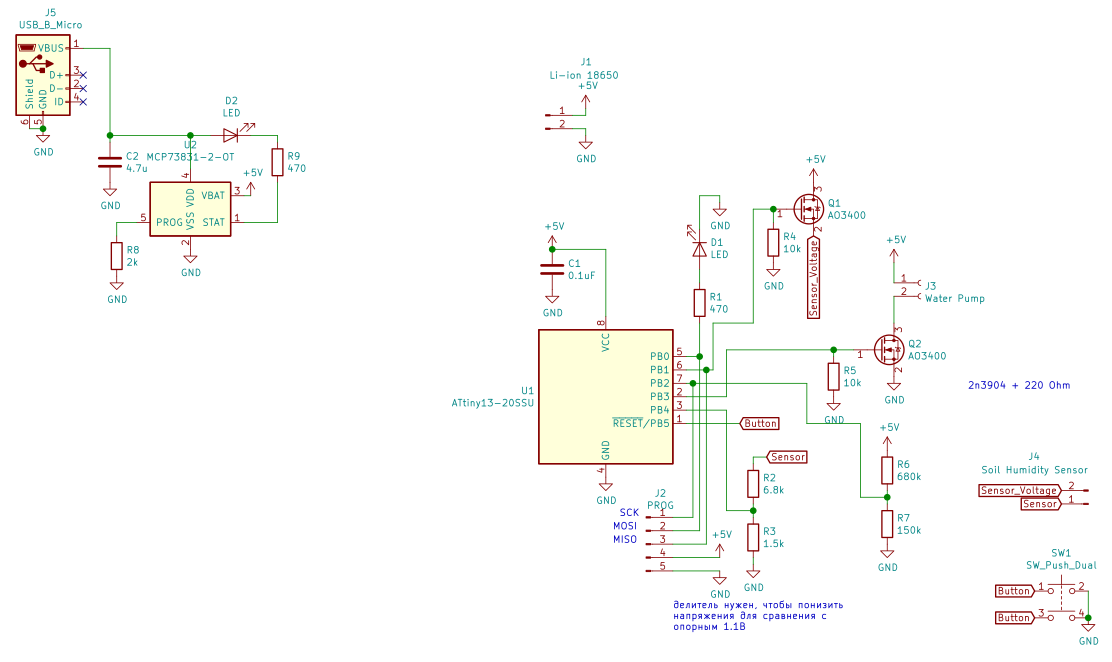 J5
USB_B_Micro
VBUS 1
D+ 3
D- 2
ID 4
Shield
GND
6 5
GND
D2
LED
C2
4.7u
GND
U2
MCP73831-2-OT
R9
470
+5V
4
VDD
VBAT 3
5 PROG
STAT 1
VSS
2
GND
R8
2k
GND
J1
Li-ion 18650
+5V
1
2
GND
+5V
C1
0.1uF
GND
GND
D1
LED
R1
470
+5V
3
Q1
AO3400
1
2
R4
10k
GND
Sensor_Voltage
+5V
1
2
J3
Water Pump
3
Q2
AO3400
1
2
GND
R5
10k
GND
2n3904 + 220 Ohm
U1
ATtiny13-20SSU
8
VCC
PB0 5
PB1 6
PB2 7
PB3 2
PB4 3
RESET/PB5 1
GND
4
GND
Button
Sensor
R2
6.8k
R3
1.5k
GND
+5V
R6
680k
R7
150k
GND
J2
PROG
SCK 1
MOSI 2
MISO 3
4
5
+5V
GND
J4
Soil Humidity Sensor
Sensor_Voltage 2
Sensor 1
SW1
SW_Push_Dual
Button 1 2
Button 3 4
GND
делитель нужен, чтобы понизить
напряжения для сравнения с
опорным 1.1В